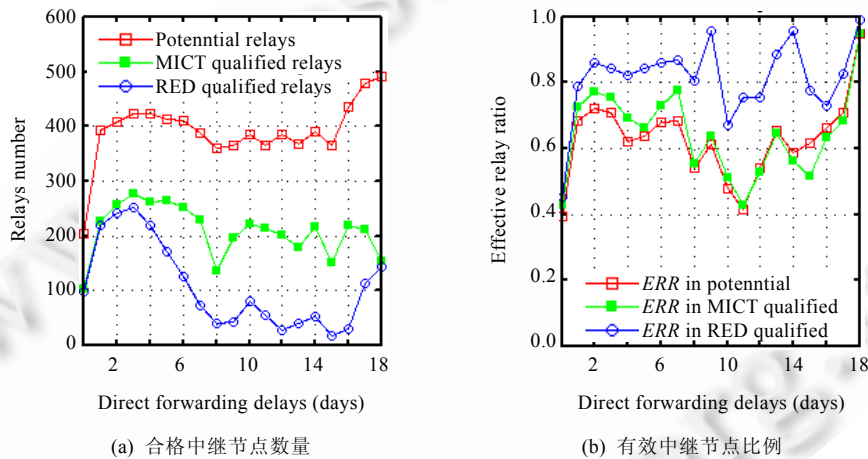 600
500
400
300
200
100
0
Relays number
Potenntial relays
MICT qualified relays
RED qualified relays
2 6 10 14 18
Direct forwarding delays (days)
(a) 合格中继节点数量
1.0
0.8
0.6
0.4
0.2
0.0
Effective relay ratio
ERR in potenntial
ERR in MICT qualified
ERR in RED qualified
2 6 10 14 18
Direct forwarding delays (days)
(b) 有效中继节点比例